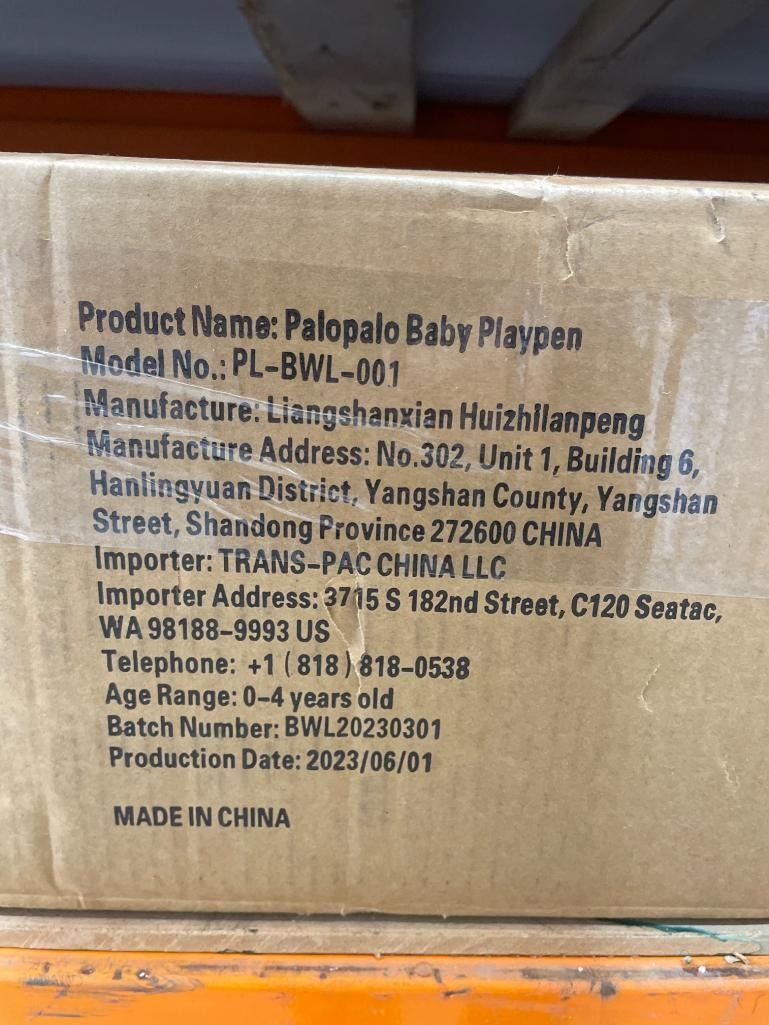 Product Name: Palopalo Baby Playpen
Model No.: PL-BWL-001
Manufacture: Liangshanxian Huizhilanpeng
Manufacture Address: No.302, Unit 1, Building 6,
Hanlingyuan District, Yangshan County, Yangshan
Street, Shandong Province 272600 CHINA
Importer: TRANS-PAC CHINA LLC
Importer Address: 3715 S 182nd Street, C120 Seatac,
WA 98188-9993 US
Telephone: +1 (818) 818-0538
Age Range: 0-4 years old
Batch Number: BWL20230301
Production Date: 2023/06/01
MADE IN CHINA